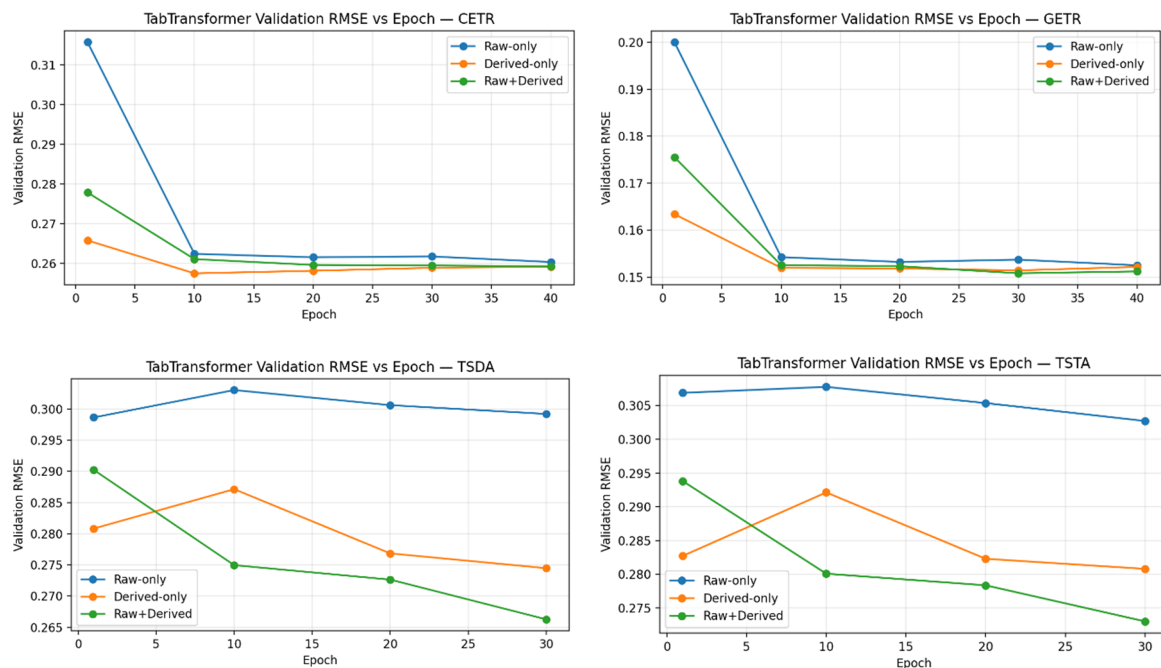 TabTransformer Validation RMSE vs Epoch — CETR
Validation RMSE
0.31
0.30
0.29
0.28
0.27
0.26
Raw-only
Derived-only
Raw+Derived
0 5 10 15 20 25 30 35 40
Epoch
TabTransformer Validation RMSE vs Epoch — GETR
Validation RMSE
0.20
0.19
0.18
0.17
0.16
0.15
Raw-only
Derived-only
Raw+Derived
0 5 10 15 20 25 30 35 40
Epoch
TabTransformer Validation RMSE vs Epoch — TSDA
Validation RMSE
0.300
0.295
0.290
0.285
0.280
0.275
0.270
0.265
Raw-only
Derived-only
Raw+Derived
0 5 10 15 20 25 30
Epoch
TabTransformer Validation RMSE vs Epoch — TSTA
Validation RMSE
0.305
0.300
0.295
0.290
0.285
0.280
0.275
Raw-only
Derived-only
Raw+Derived
0 5 10 15 20 25 30
Epoch